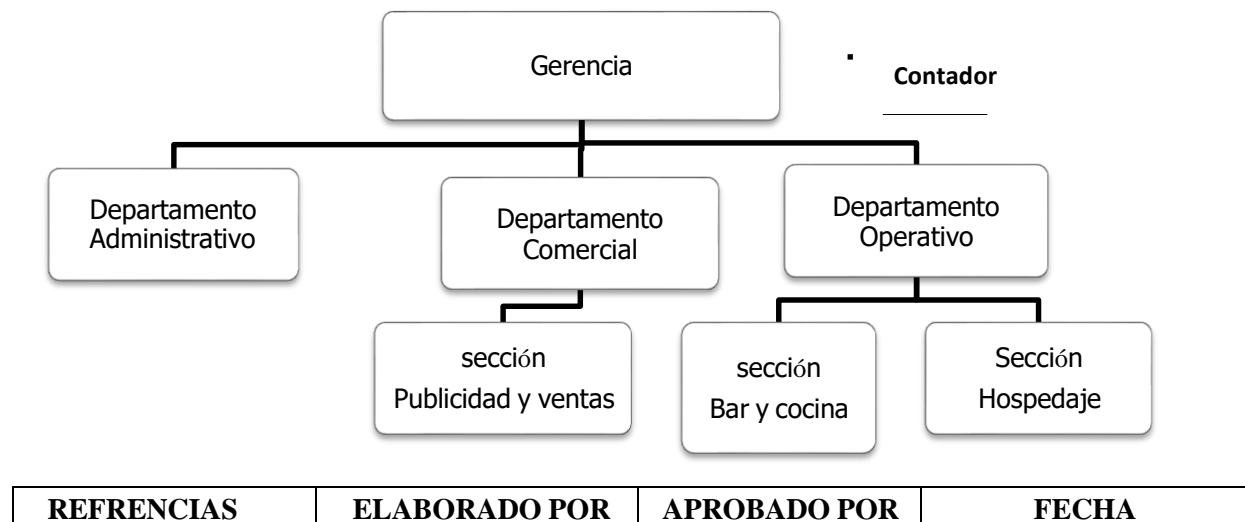 Gerencia
Contador
Departamento
Administrativo
Departamento
Comercial
Departamento
Operativo
sección
Publicidad y ventas
sección
Bar y cocina
Sección
Hospedaje
REFRENCIAS ELABORADO POR APROBADO POR FECHA